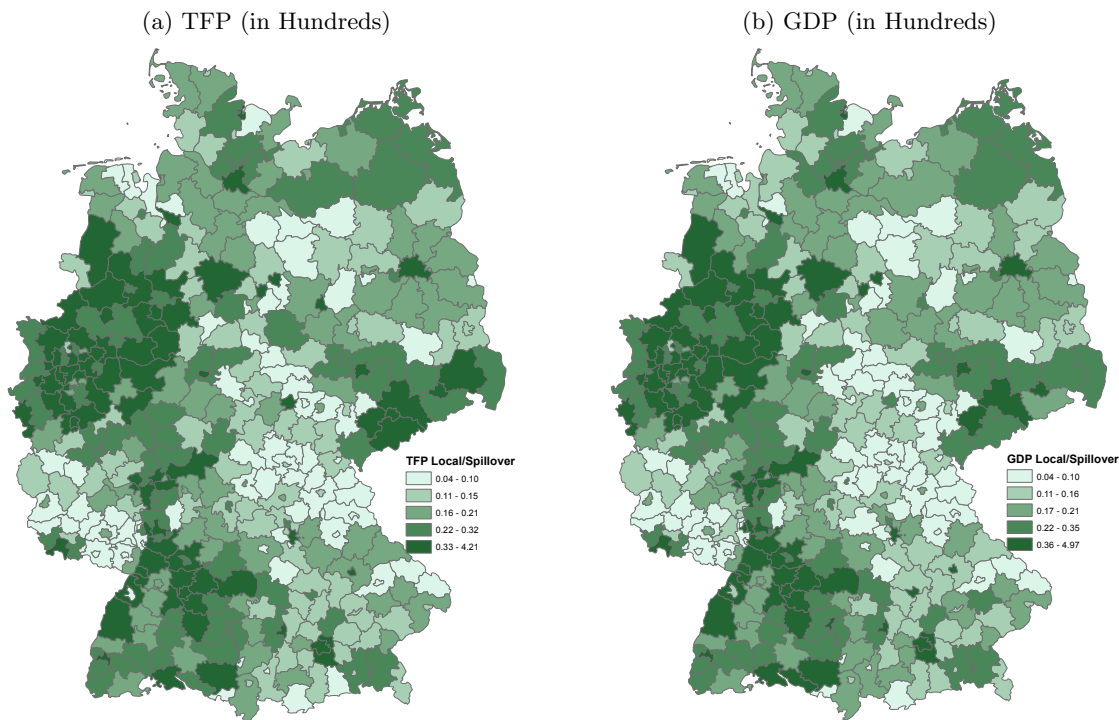 (a) TFP (in Hundreds)
(b) GDP (in Hundreds)
TFP Local/Spillover
0.04 - 0.10
0.11 - 0.15
0.16 - 0.21
0.22 - 0.32
0.33 - 4.21
GDP Local/Spillover
0.04 - 0.10
0.11 - 0.16
0.17 - 0.21
0.22 - 0.35
0.36 - 4.97